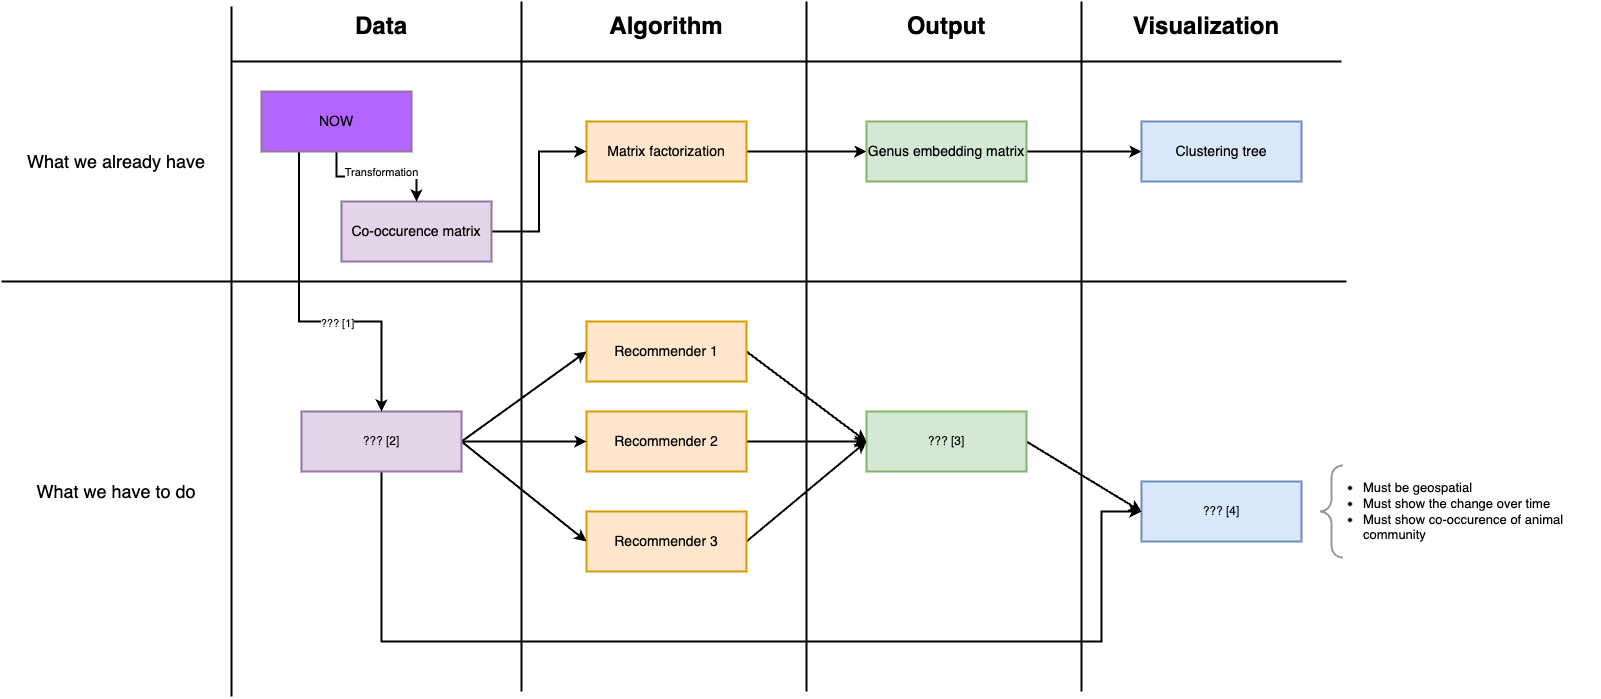 Data
Algorithm
Output
Visualization
What we already have
NOW
Transformation
Co-occurence matrix
Matrix factorization
Genus embedding matrix
Clustering tree
What we have to do
??? [1]
??? [2]
Recommender 1
Recommender 2
Recommender 3
??? [3]
??? [4]
• Must be geospatial
• Must show the change over time
• Must show co-occurence of animal
community